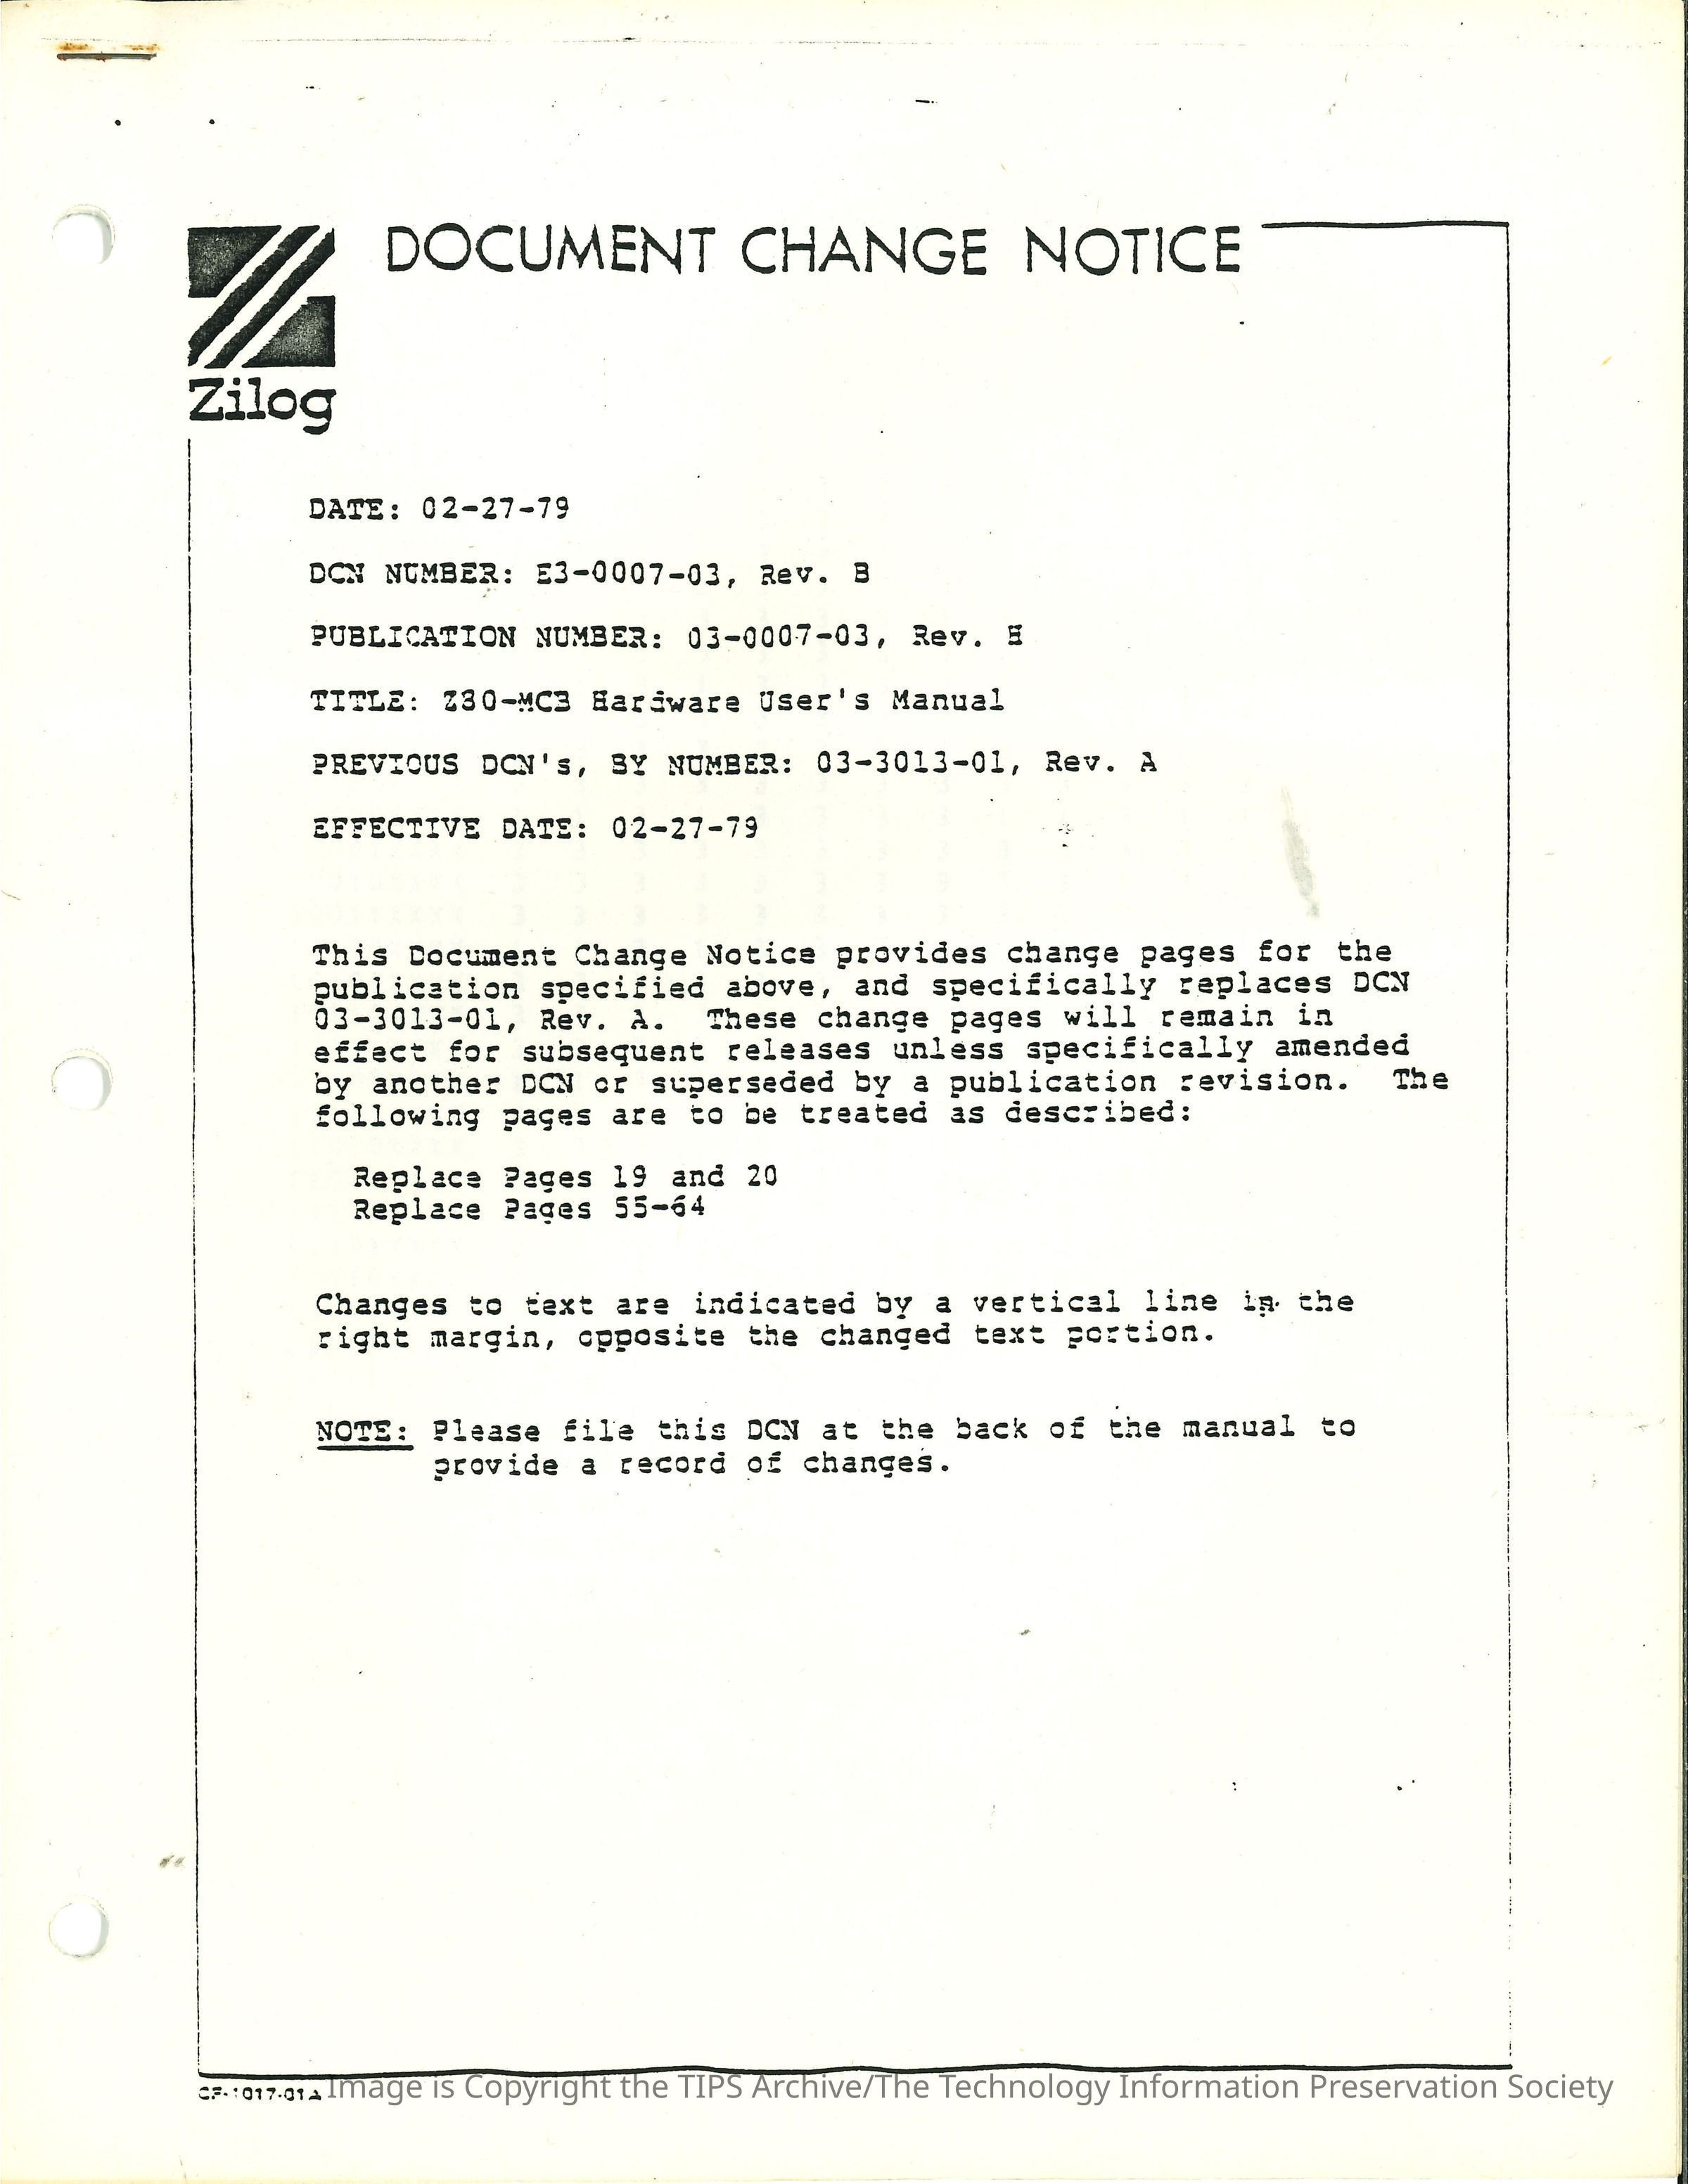 DOCUMENT CHANGE NOTICE
Zilog
DATE: 02-27-79
DCN NUMBER: E3-0007-03, Rev. B
PUBLICATION NUMBER: 03-0007-03, Rev. E
TITLE: Z80-MCB Hardware User's Manual
PREVIOUS DCN's, BY NUMBER: 03-3013-01, Rev. A
EFFECTIVE DATE: 02-27-79
This Document Change Notice provides change pages for the
publication specified above, and specifically replaces DCN
03-3013-01, Rev. A. These change pages will remain in
effect for subsequent releases unless specifically amended
by another DCN or superseded by a publication revision. The
following pages are to be treated as described:
Replace Pages 19 and 20
Replace Pages 55-64
Changes to text are indicated by a vertical line in the
right margin, opposite the changed text portion.
NOTE: Please file this DCN at the back of the manual to
provide a record of changes.
CF-1017-01A Image is Copyright the TIPS Archive/The Technology Information Preservation Society